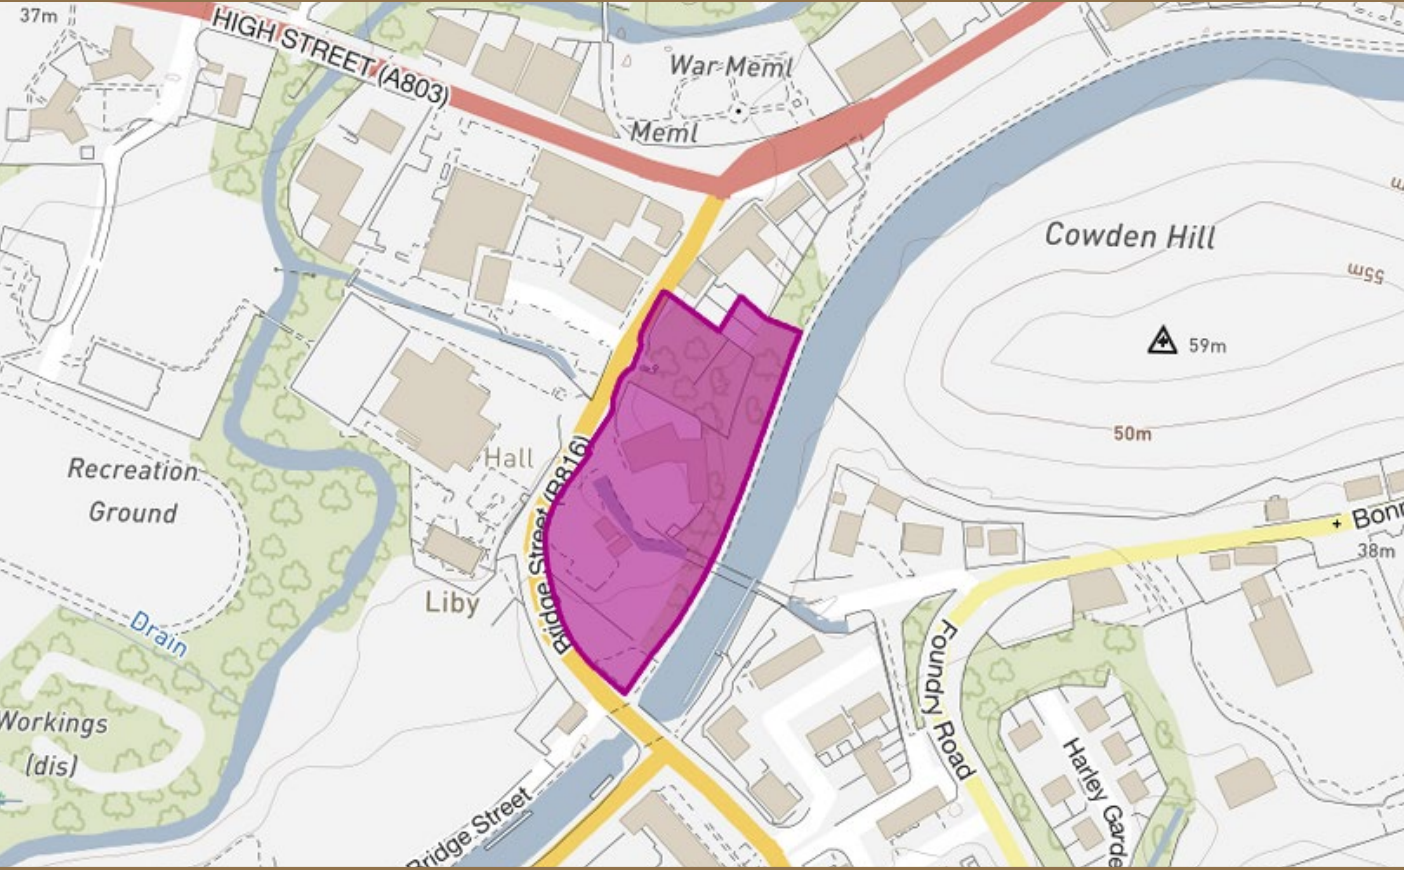 37m
HIGH STREET (A803)
War Meml
Meml
Cowden Hill
m
55m
59m
50m
Recreation
Ground
Hall
Bridge Street (B816)
Liby
Bonn
38m
Drain
Workings
(dis)
Foundry Road
Harley Garde
Bridge Street